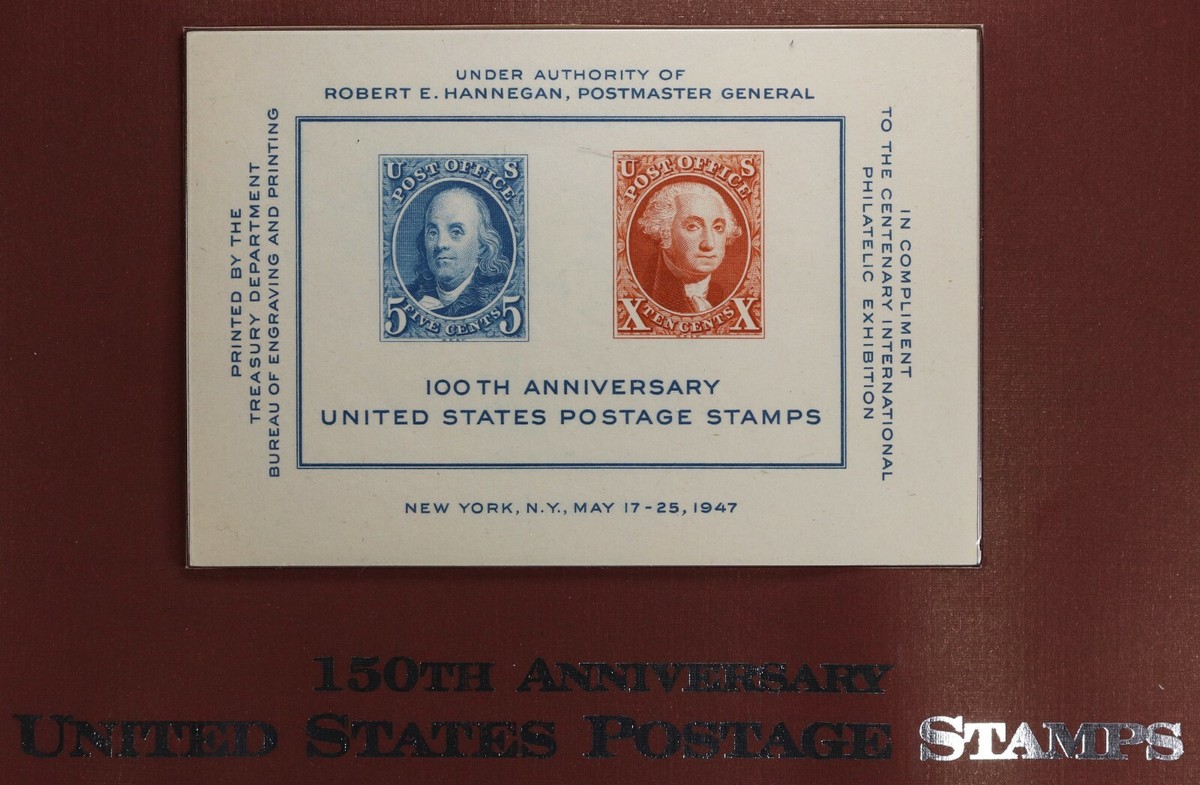 UNDER AUTHORITY OF
ROBERT E. HANNEGAN, POSTMASTER GENERAL
PRINTED BY THE
TREASURY DEPARTMENT
BUREAU OF ENGRAVING AND PRINTING
U S
POST OFFICE
5 FIVE CENTS 5
U S
POST OFFICE
X TEN CENTS X
IN COMPLIMENT
TO THE CENTENARY INTERNATIONAL
PHILATELIC EXHIBITION
100TH ANNIVERSARY
UNITED STATES POSTAGE STAMPS
NEW YORK, N.Y., MAY 17-25, 1947
150TH ANNIVERSARY
UNITED STATES POSTAGE STAMPS